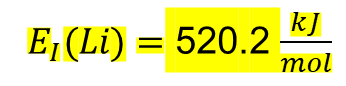 E_I(Li) = 520.2 kJ/mol